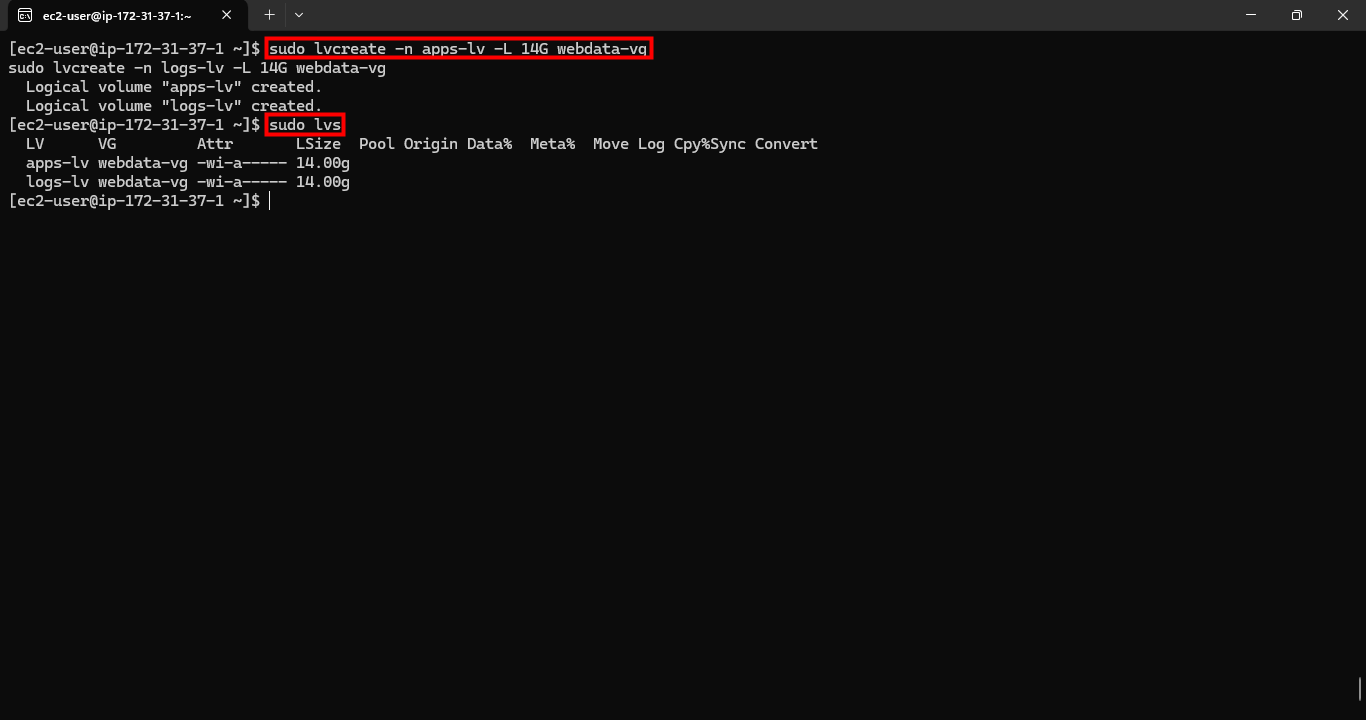 ec2-user@ip-172-31-37-1:~
[ec2-user@ip-172-31-37-1 ~]$ sudo lvcreate -n apps-lv -L 14G webdata-vg
sudo lvcreate -n logs-lv -L 14G webdata-vg
  Logical volume "apps-lv" created.
  Logical volume "logs-lv" created.
[ec2-user@ip-172-31-37-1 ~]$ sudo lvs
  LV      VG         Attr       LSize  Pool Origin Data%  Meta%  Move Log Cpy%Sync Convert
  apps-lv webdata-vg -wi-a----- 14.00g
  logs-lv webdata-vg -wi-a----- 14.00g
[ec2-user@ip-172-31-37-1 ~]$